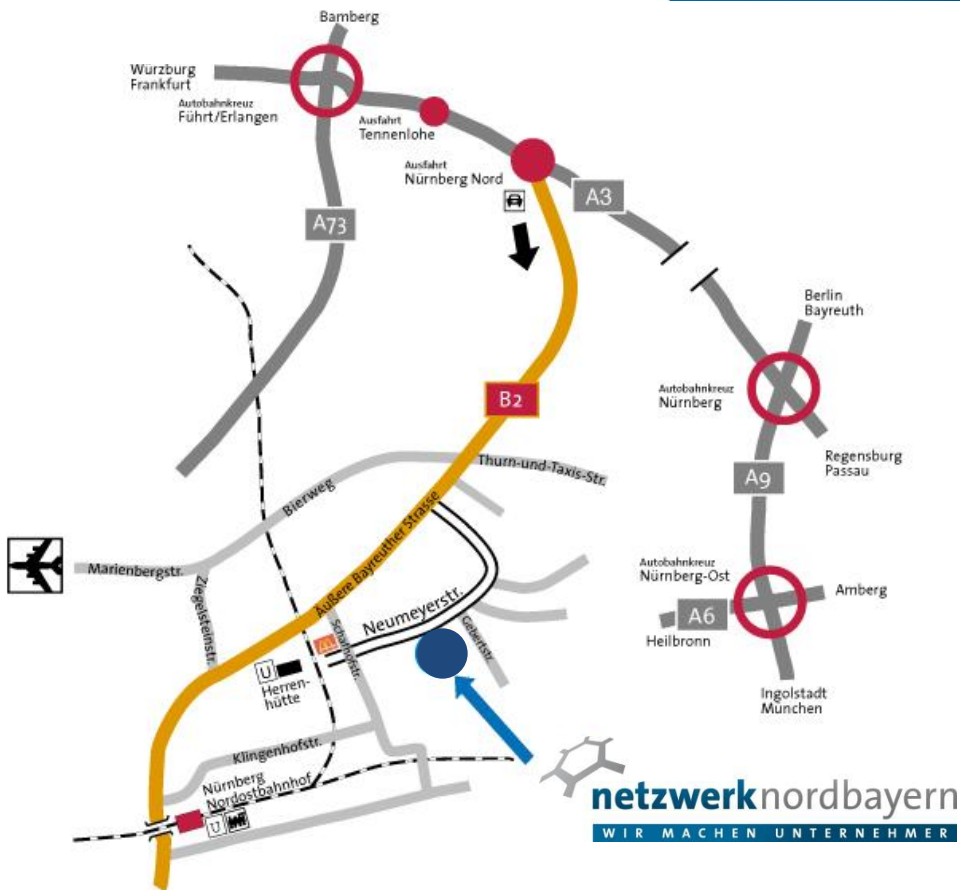 Bamberg
Würzburg
Frankfurt
Autobahnkreuz
Führt/Erlangen
Ausfahrt
Tennenlohe
Ausfahrt
Nürnberg Nord
A3
A73
Berlin
Bayreuth
B2
Autobahnkreuz
Nürnberg
Regensburg
Passau
Thurn-und-Taxis-Str.
A9
Bierweg
Äußere Bayreuther Strasse
Marienbergstr.
Ziegelsteinstr.
Autobahnkreuz
Nürnberg-Ost
Amberg
A6
Heilbronn
Neumeyerstr.
Schafhofstr.
Gebertstr.
U
Herren-
hütte
Ingolstadt
München
Klingenhofstr.
Nürnberg
Nordostbahnhof
U
netzwerknordbayern
WIR MACHEN UNTERNEHMER